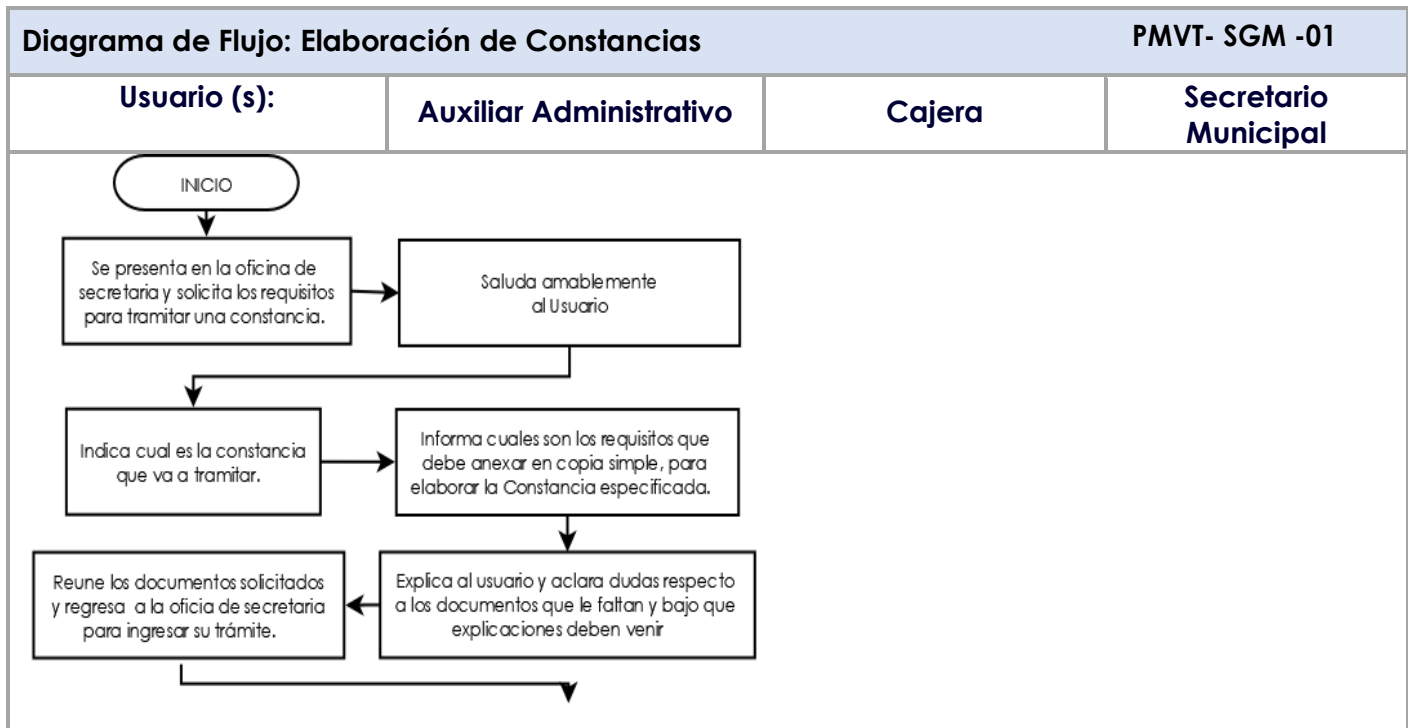 Diagrama de Flujo: Elaboración de Constancias
PMVT- SGM -01
Usuario (s):
Auxiliar Administrativo
Cajera
Secretario
Municipal
INICIO
Se presenta en la oficina de
secretaria y solicita los requisitos
para tramitar una constancia.
Saluda amablemente
al Usuario
Indica cual es la constancia
que va a tramitar.
Informa cuales son los requisitos que
debe anexar en copia simple, para
elaborar la Constancia especificada.
Explica al usuario y aclara dudas respecto
a los documentos que le faltan y bajo que
explicaciones deben venir
Reune los documentos solicitados
y regresa a la oficia de secretaria
para ingresar su trámite.